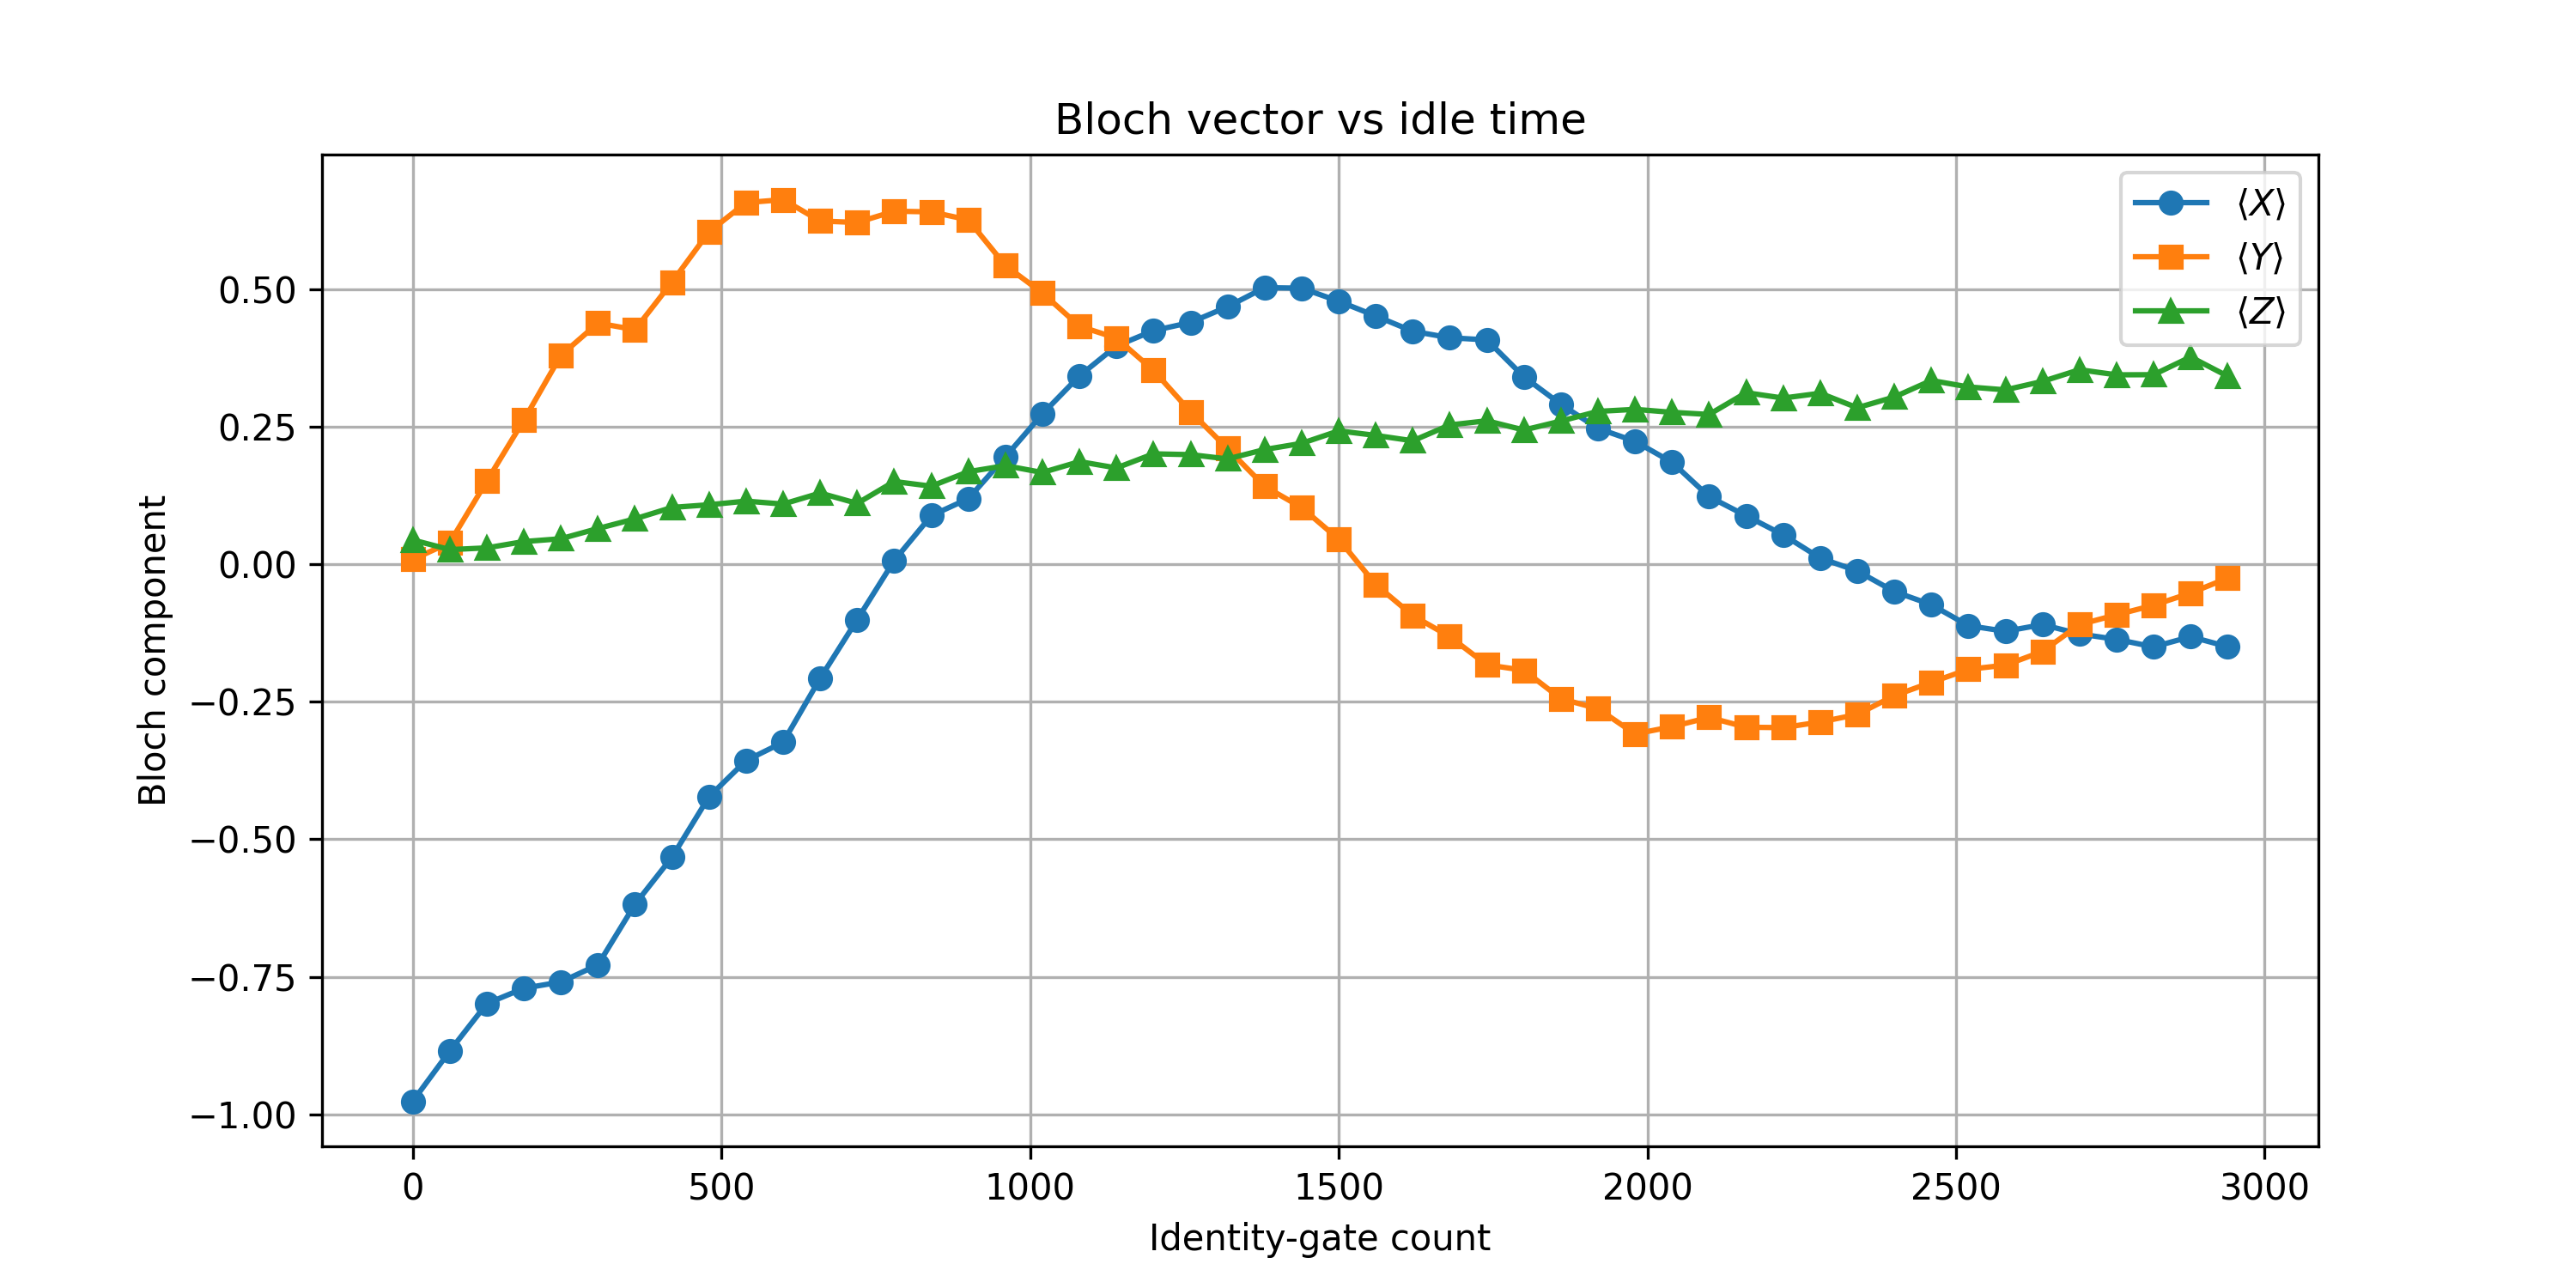 Bloch vector vs idle time
⟨X⟩
⟨Y⟩
⟨Z⟩
Bloch component
0.50
0.25
0.00
−0.25
−0.50
−0.75
−1.00
0 500 1000 1500 2000 2500 3000
Identity-gate count